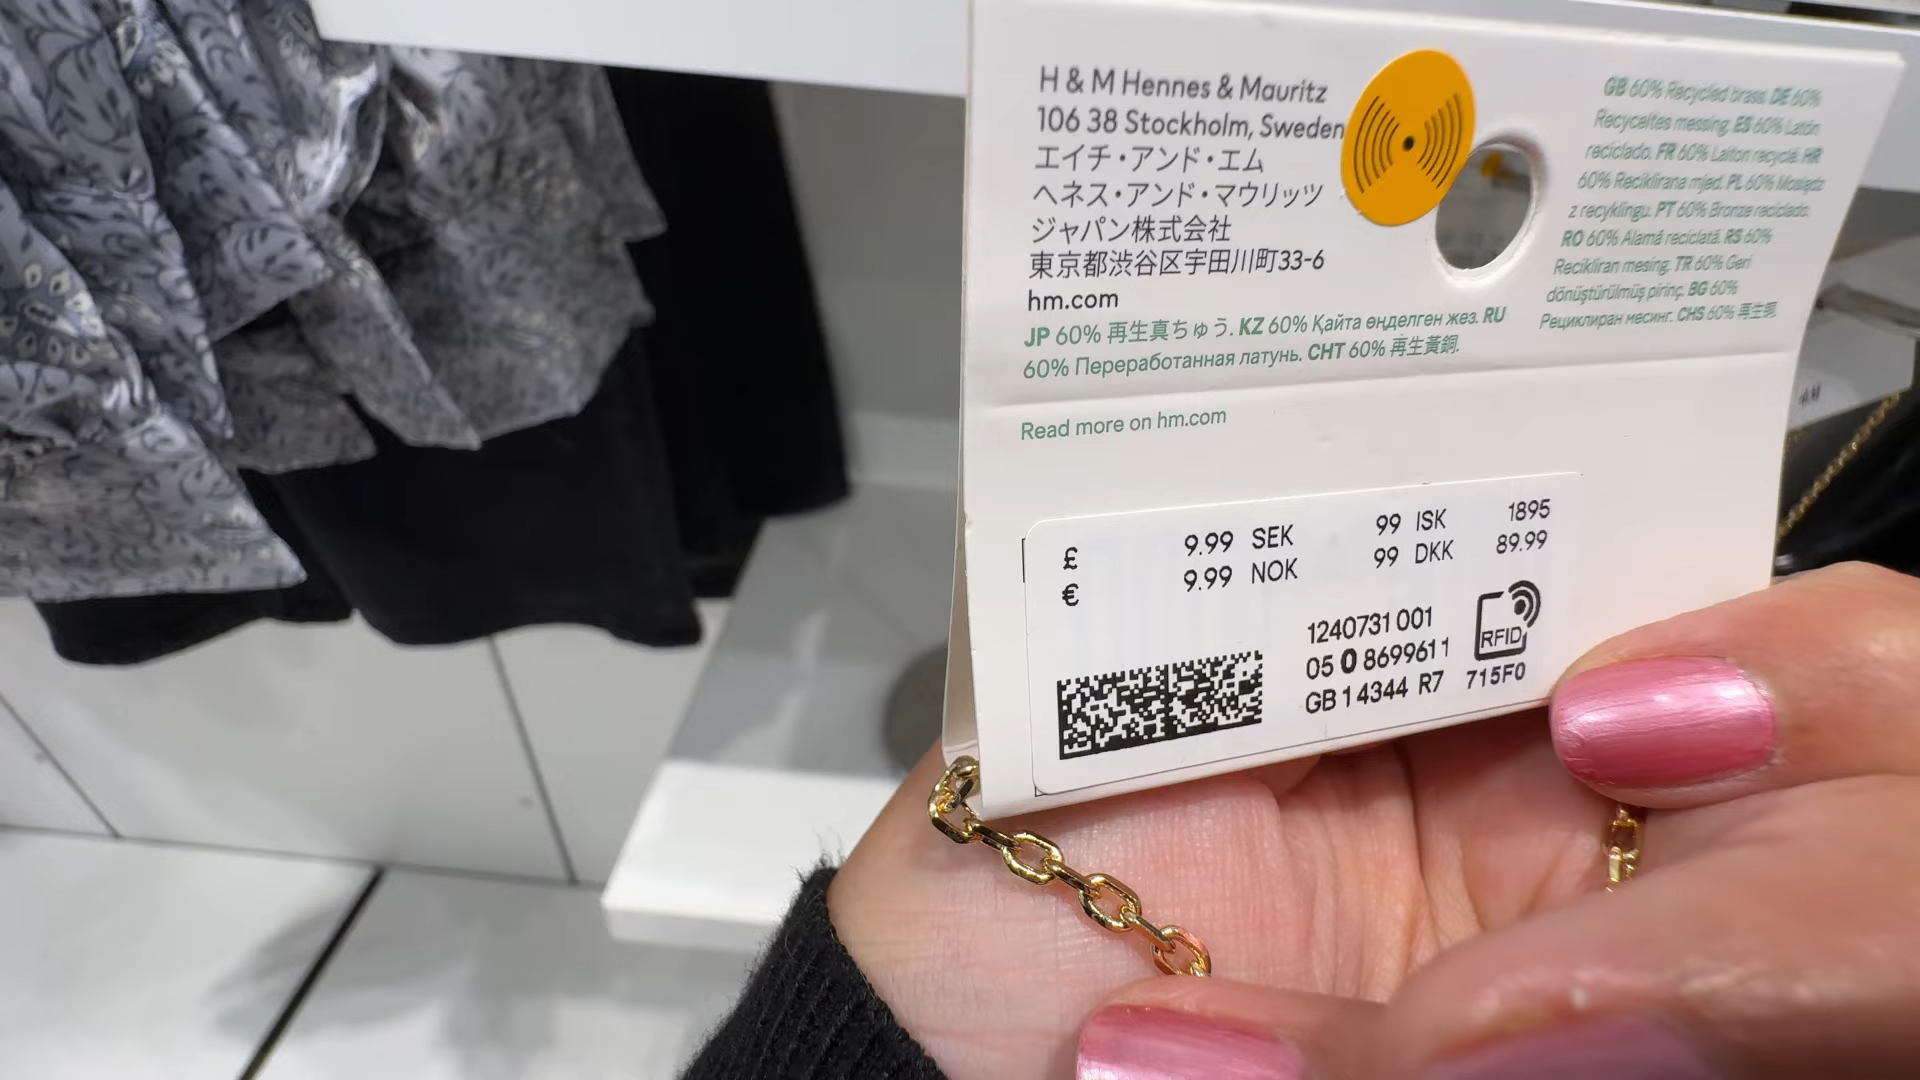 H & M Hennes & Mauritz
106 38 Stockholm, Sweden
エイチ・アンド・エム
ヘネス・アンド・マウリッツ
ジャパン株式会社
東京都渋谷区宇田川町33-6
hm.com
JP 60% 再生真ちゅう. KZ 60% Қайта өңделген жез. RU
60% Переработанная латунь. CHT 60% 再生黃銅.
GB 60% Recycled brass. DE 60%
Recyceltes messing. ES 60% Latón
reciclado. FR 60% Laiton recyclé. HR
60% Reciklirana mjed. PL 60% Mosiądz
z recyklingu. PT 60% Bronze reciclado.
RO 60% Alamă reciclată. RS 60%
Recikliran mesing. TR 60% Geri
dönüştürülmüş pirinç. BG 60%
Рециклиран месинг. CHS 60% 再生铜.
Read more on hm.com
£ 9.99 SEK 99 ISK 1895
€ 9.99 NOK 99 DKK 89.99
1240731 001
05 0 8699611
GB14344 R7 715F0
RFID